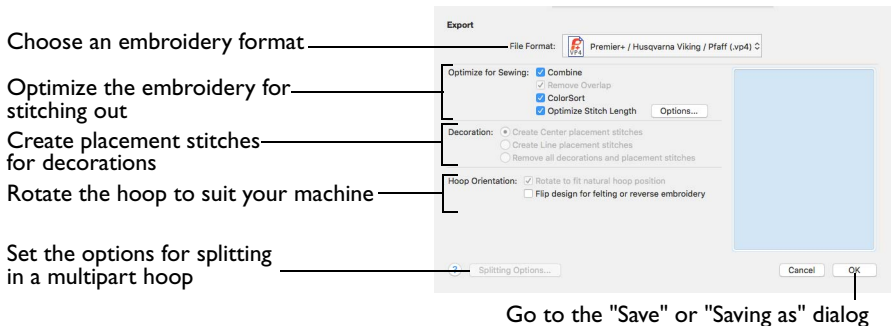 Export
Choose an embroidery format
File Format: VP4 Premier+ / Husqvarna Viking / Pfaff (.vp4)
Optimize the embroidery for
stitching out
Optimize for Sewing: Combine
Remove Overlap
ColorSort
Optimize Stitch Length Options...
Create placement stitches
for decorations
Decoration: Create Center placement stitches
Create Line placement stitches
Remove all decorations and placement stitches
Rotate the hoop to suit your machine
Hoop Orientation: Rotate to fit natural hoop position
Flip design for felting or reverse embroidery
Set the options for splitting
in a multipart hoop
? Splitting Options... Cancel OK
Go to the "Save" or "Saving as" dialog